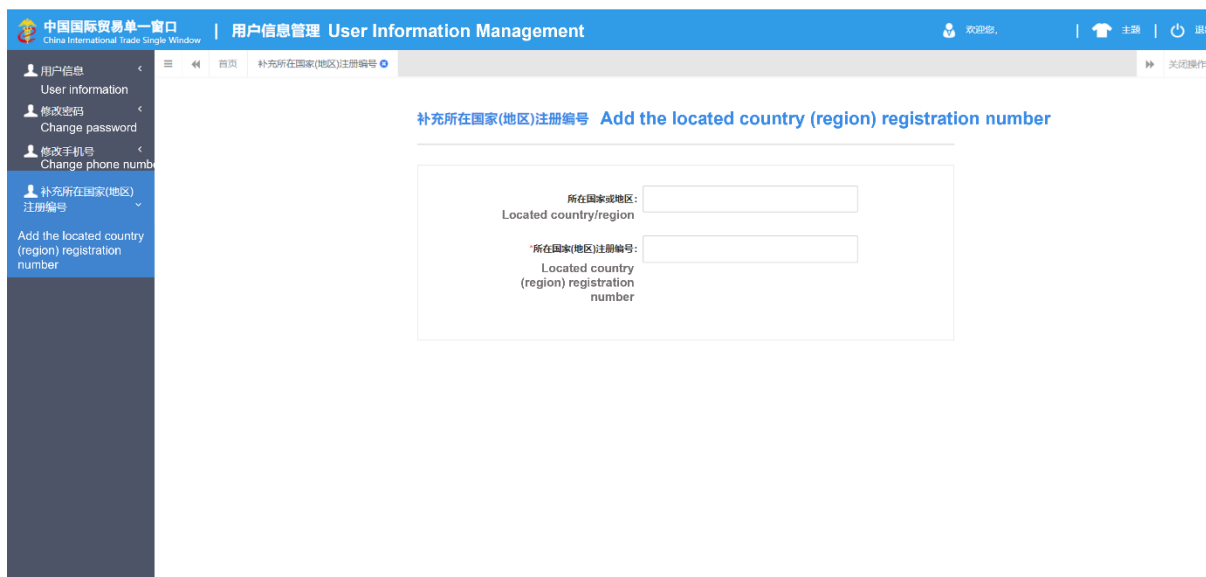 中国国际贸易单一窗口
China International Trade Single Window
| 用户信息管理 User Information Management
欢迎您,
| 主题 |
用户信息
User information
修改密码
Change password
修改手机号
Change phone numb
补充所在国家(地区)
注册编号
Add the located country
(region) registration
number
首页
补充所在国家(地区)注册编号
关闭操作
补充所在国家(地区)注册编号 Add the located country (region) registration number
所在国家或地区:
Located country/region
*所在国家(地区)注册编号:
Located country
(region) registration
number